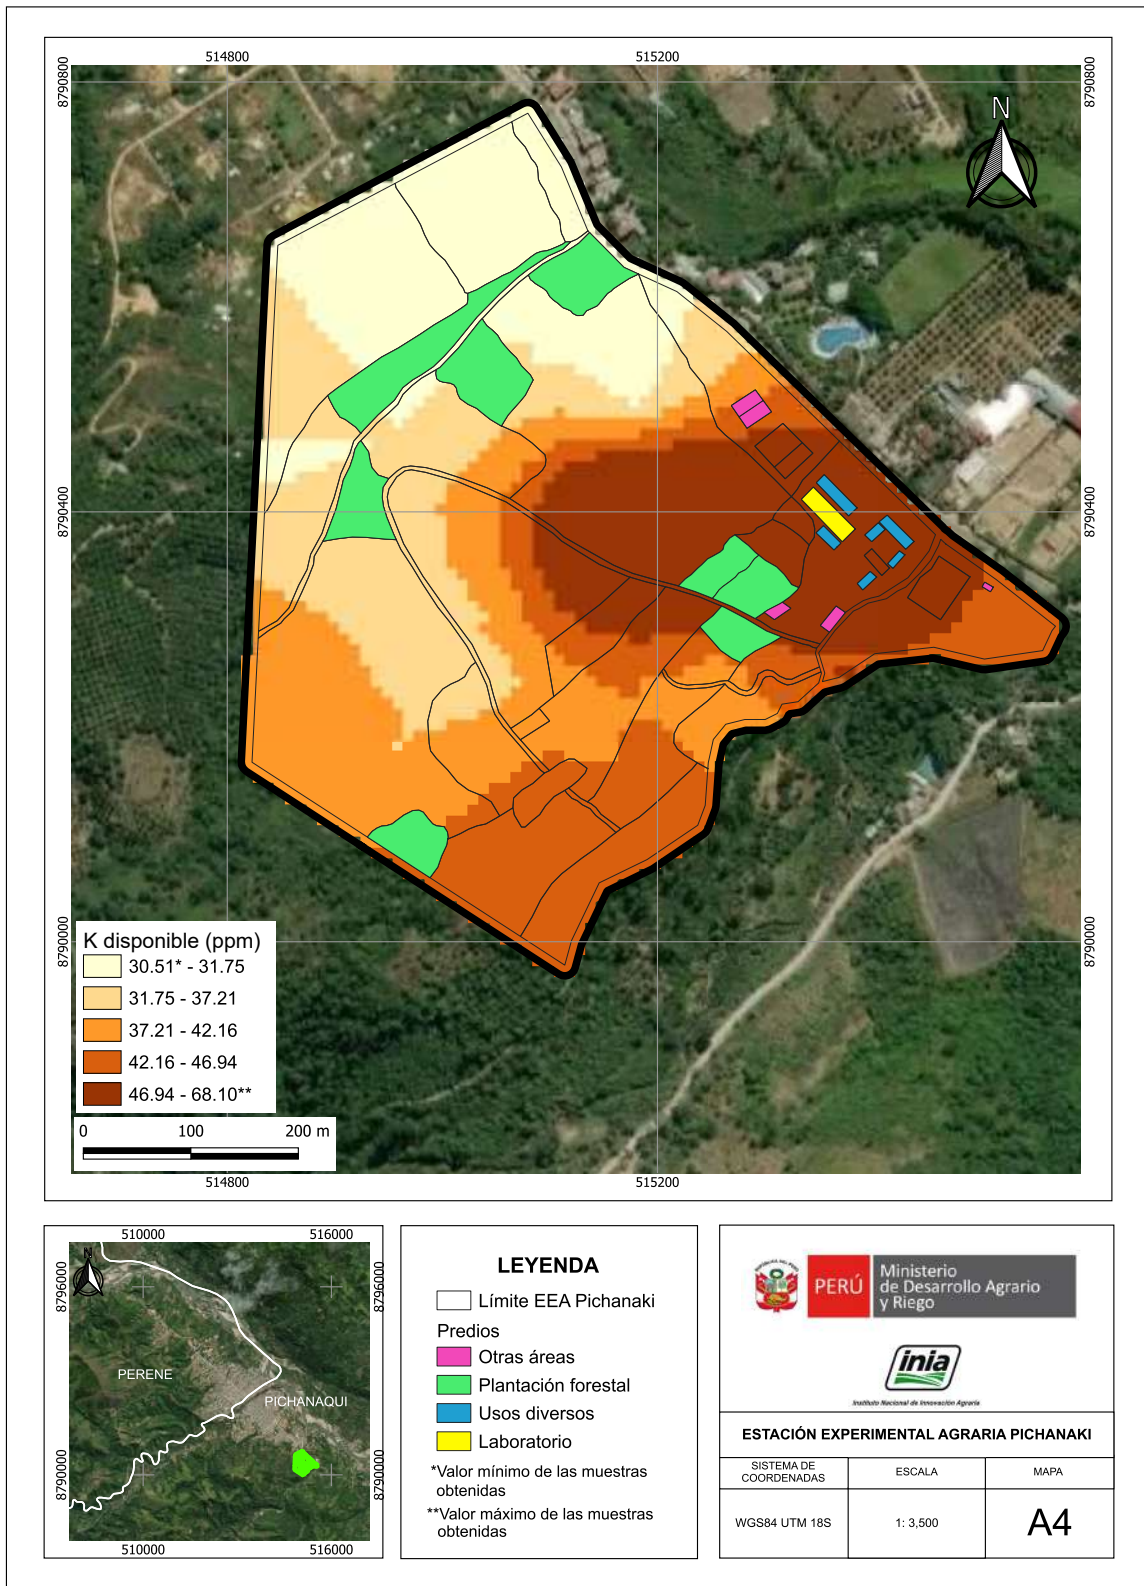 514800
515200
8790800
8790800
N
8790400
8790400
8790000
8790000
K disponible (ppm)
30.51* - 31.75
31.75 - 37.21
37.21 - 42.16
42.16 - 46.94
46.94 - 68.10**
0
100
200 m
514800
515200
510000
516000
N
8796000
8796000
PERENE
PICHANAQUI
8790000
8790000
510000
516000
LEYENDA
Límite EEA Pichanaki
Predios
Otras áreas
Plantación forestal
Usos diversos
Laboratorio
*Valor mínimo de las muestras
obtenidas
**Valor máximo de las muestras
obtenidas
PERÚ
Ministerio
de Desarrollo Agrario
y Riego
inia
Instituto Nacional de Innovación Agraria
ESTACIÓN EXPERIMENTAL AGRARIA PICHANAKI
SISTEMA DE
COORDENADAS
ESCALA
MAPA
WGS84 UTM 18S
1: 3,500
A4